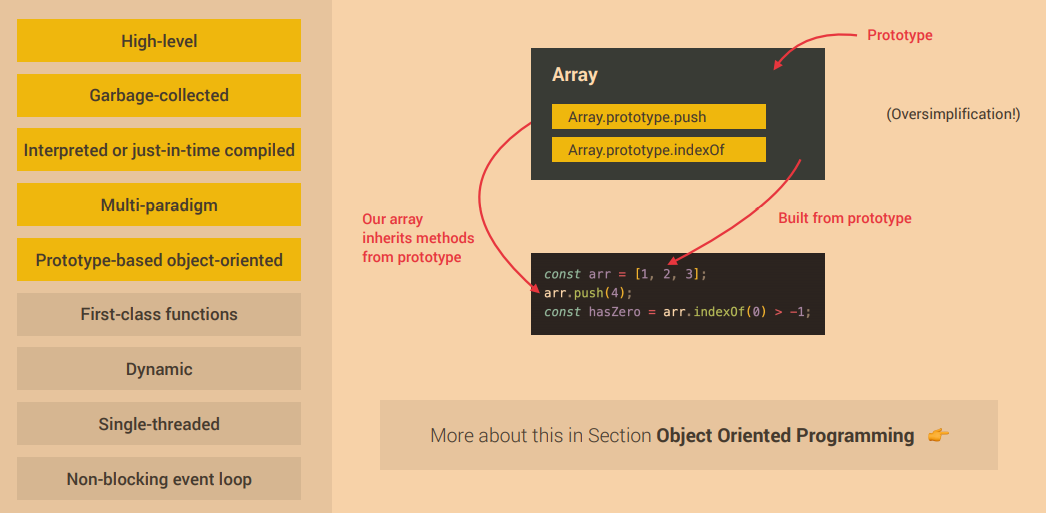 High-level
Garbage-collected
Interpreted or just-in-time compiled
Multi-paradigm
Prototype-based object-oriented
First-class functions
Dynamic
Single-threaded
Non-blocking event loop
Prototype
Array
Array.prototype.push
Array.prototype.indexOf
(Oversimplification!)
Our array
inherits methods
from prototype
Built from prototype
const arr = [1, 2, 3];
arr.push(4);
const hasZero = arr.indexOf(0) > −1;
More about this in Section Object Oriented Programming 👉